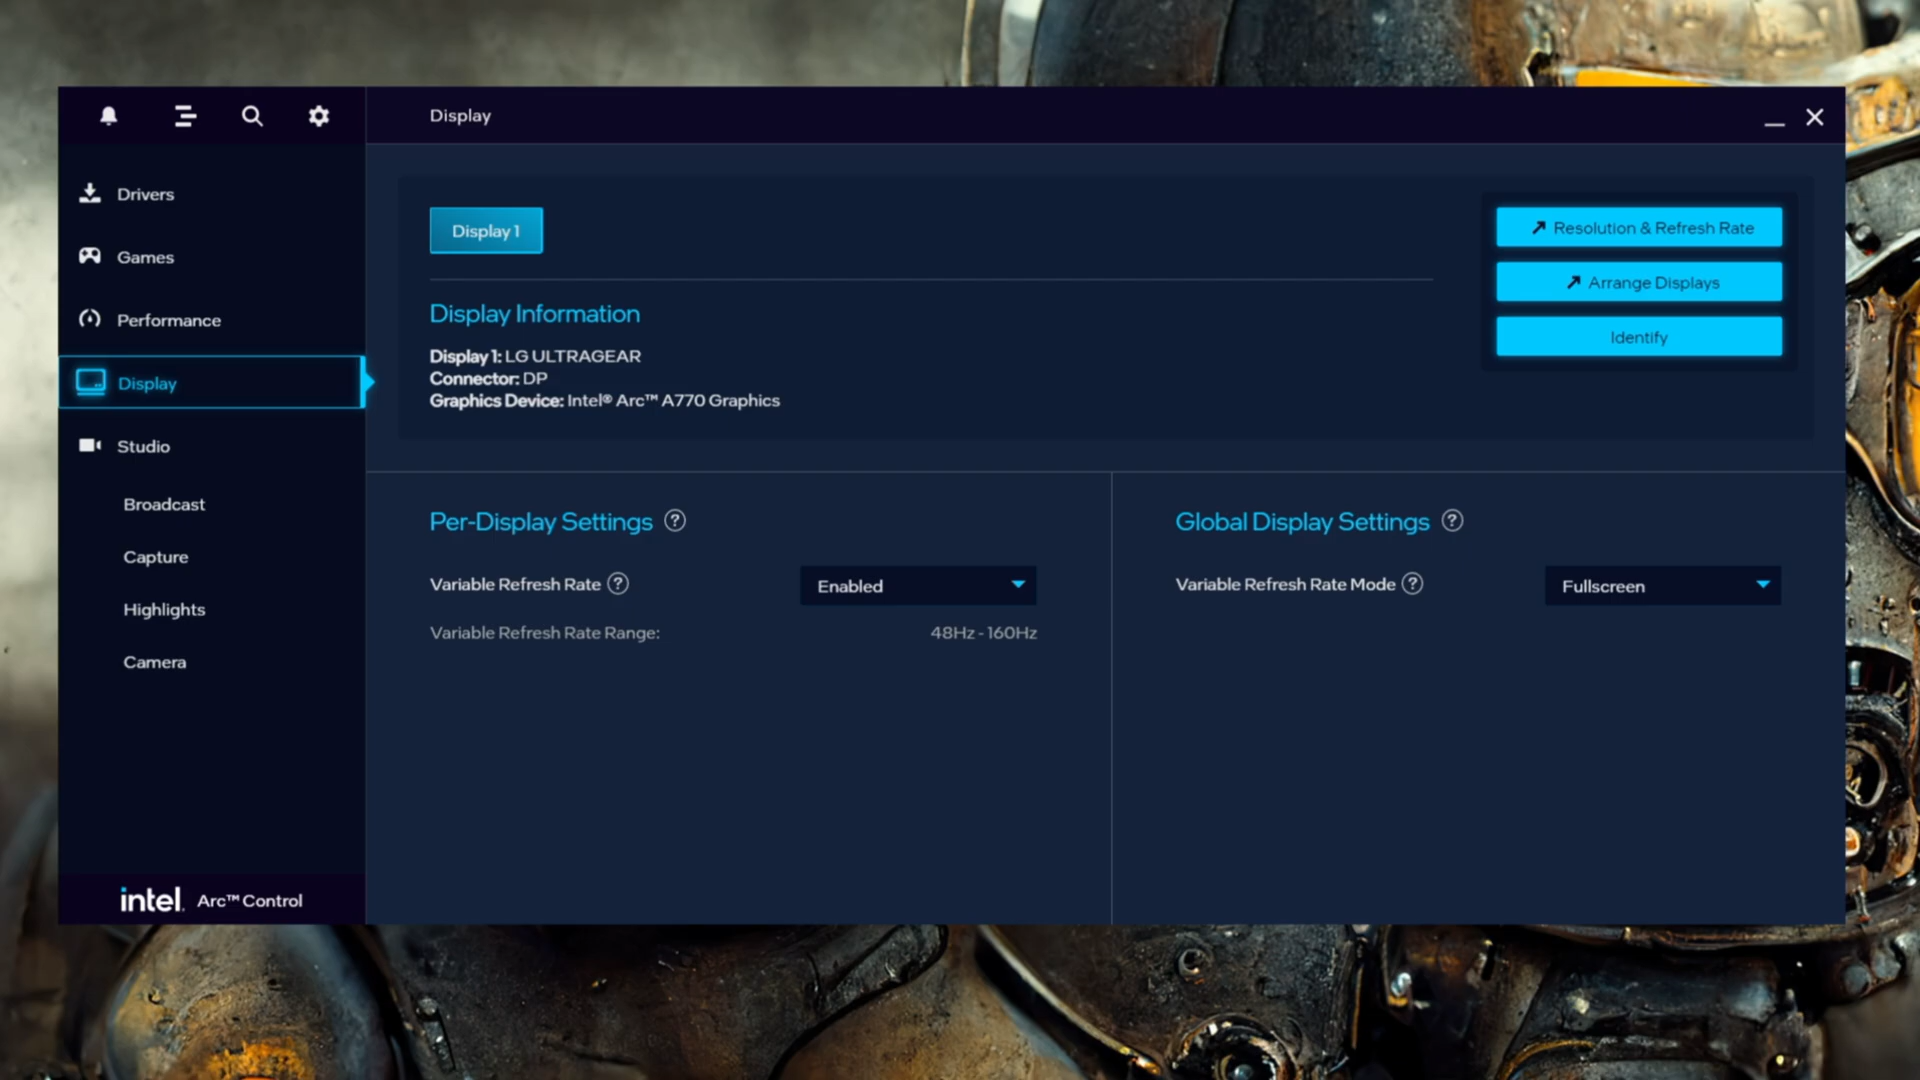 Display
Drivers
Games
Performance
Display
Studio
Broadcast
Capture
Highlights
Camera
intel. Arc™ Control
Display 1
Resolution & Refresh Rate
Arrange Displays
Identify
Display Information
Display 1: LG ULTRAGEAR
Connector: DP
Graphics Device: Intel® Arc™ A770 Graphics
Per-Display Settings ?
Variable Refresh Rate ? Enabled
Variable Refresh Rate Range: 48Hz - 160Hz
Global Display Settings ?
Variable Refresh Rate Mode ? Fullscreen